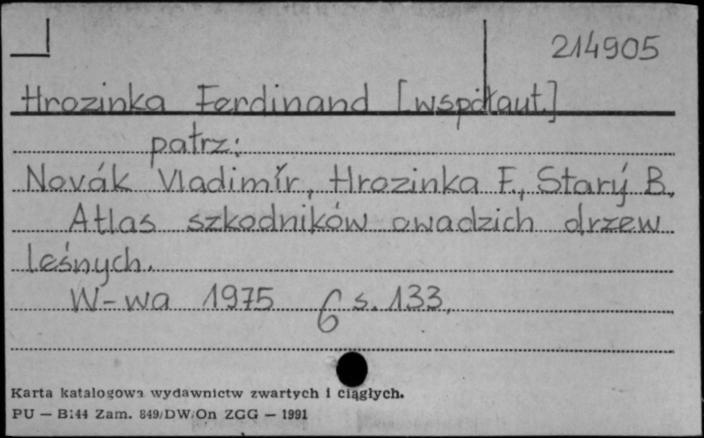 214905
Hrozinka Ferdinand [współaut.]
patrz:
Novák Vladimír, Hrozinka F., Starý B.
Atlas szkodników owadzich drzew
leśnych.
W-wa 1975 6 s. 133.
Karta katalogowa wydawnictw zwartych i ciągłych.
PU — B:44 Zam. 849/DW/On ZGG — 1991